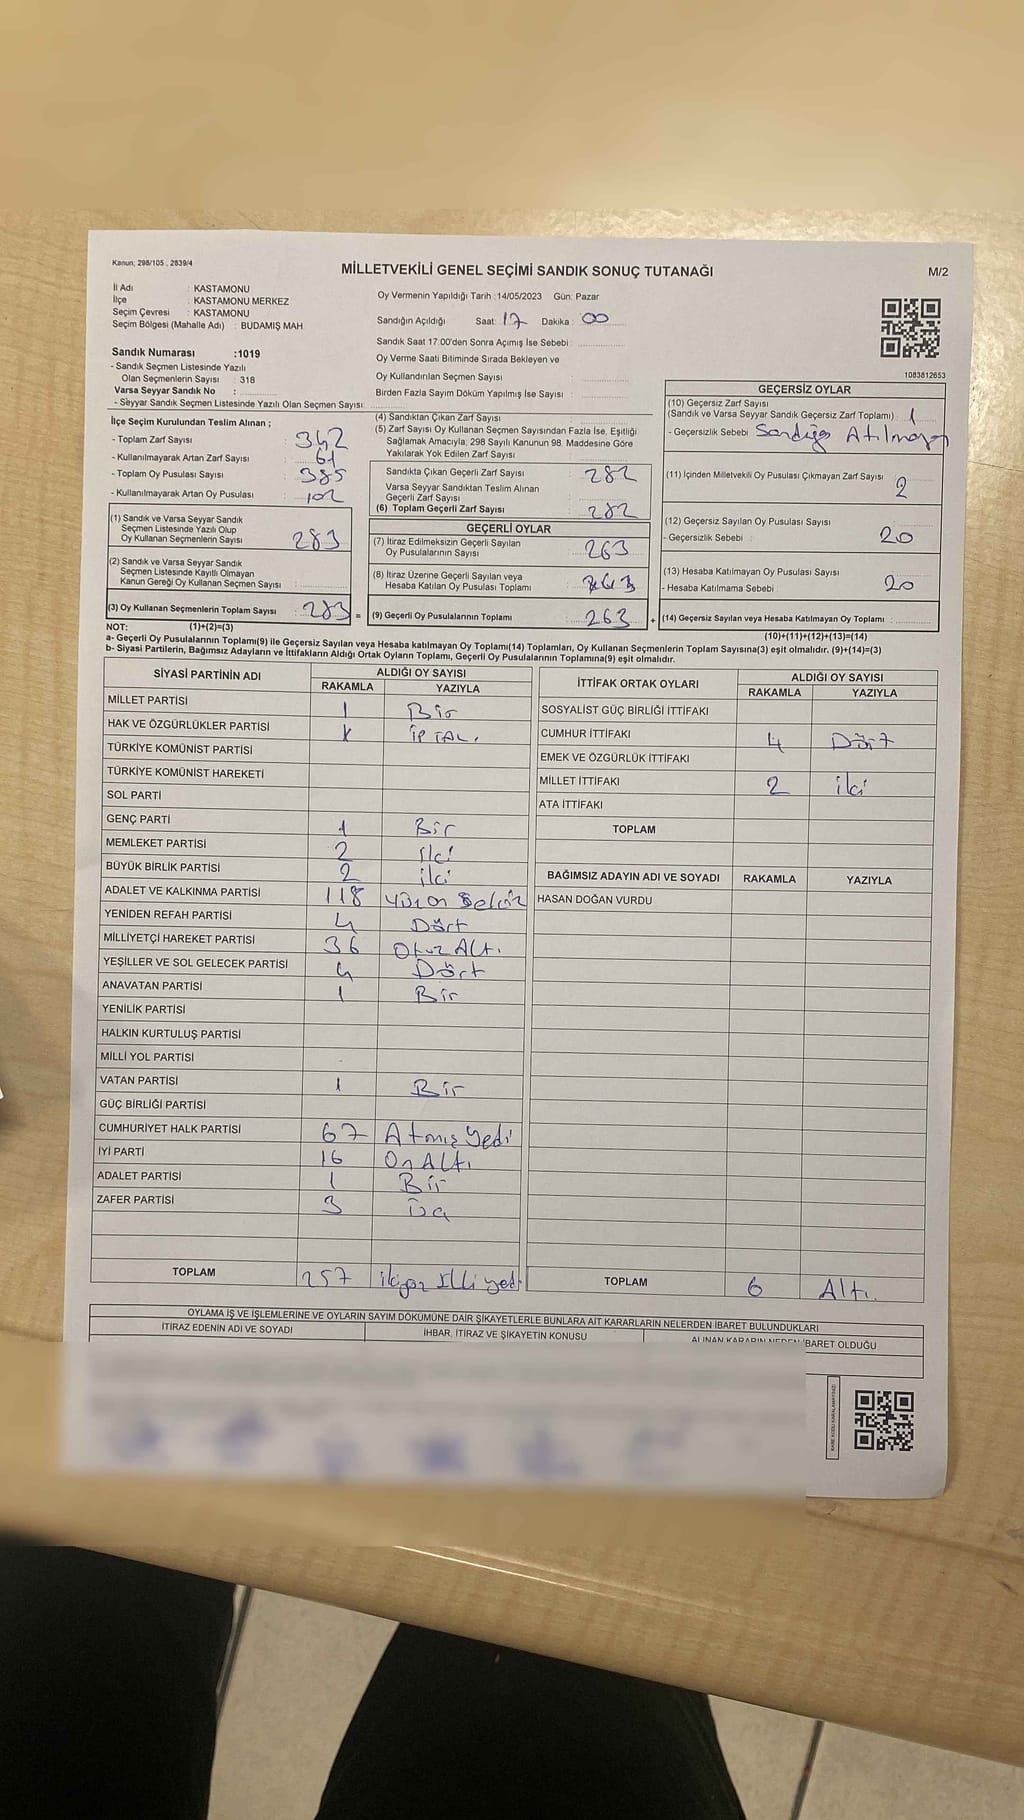 Kanun; 298/105 , 2839/4
MİLLETVEKİLİ GENEL SEÇİMİ SANDIK SONUÇ TUTANAĞI
M/2
İl Adı : KASTAMONU
İlçe : KASTAMONU MERKEZ
Seçim Çevresi : KASTAMONU
Seçim Bölgesi (Mahalle Adı) : BUDAMIŞ MAH
Sandık Numarası :1019
- Sandık Seçmen Listesinde Yazılı
Olan Seçmenlerin Sayısı : 318
Varsa Seyyar Sandık No :
- Seyyar Sandık Seçmen Listesinde Yazılı Olan Seçmen Sayısı:
Oy Vermenin Yapıldığı Tarih :14/05/2023 Gün: Pazar
Sandığın Açıldığı Saat: 17 Dakika : 00
Sandık Saat 17:00'den Sonra Açımış İse Sebebi :
Oy Verme Saati Bitiminde Sırada Bekleyen ve
Oy Kullandırılan Seçmen Sayısı :
Birden Fazla Sayım Döküm Yapılmış İse Sayısı :
1083812653
İlçe Seçim Kurulundan Teslim Alınan ;
- Toplam Zarf Sayısı : 342
- Kullanılmayarak Artan Zarf Sayısı : 61
- Toplam Oy Pusulası Sayısı : 385
- Kullanılmayarak Artan Oy Pusulası : 102
(1) Sandık ve Varsa Seyyar Sandık
Seçmen Listesinde Yazılı Olup
Oy Kullanan Seçmenlerin Sayısı : 283
(2) Sandık ve Varsa Seyyar Sandık
Seçmen Listesinde Kayıtlı Olmayan
Kanun Gereği Oy Kullanan Seçmen Sayısı :
(3) Oy Kullanan Seçmenlerin Toplam Sayısı : 283 =
(4) Sandıktan Çıkan Zarf Sayısı :
(5) Zarf Sayısı Oy Kullanan Seçmen Sayısından Fazla İse, Eşitliği
Sağlamak Amacıyla; 298 Sayılı Kanunun 98. Maddesine Göre
Yakılarak Yok Edilen Zarf Sayısı :
Sandıkta Çıkan Geçerli Zarf Sayısı : 282
Varsa Seyyar Sandıktan Teslim Alınan
Geçerli Zarf Sayısı :
(6) Toplam Geçerli Zarf Sayısı : 282
GEÇERLİ OYLAR
(7) İtiraz Edilmeksizin Geçerli Sayılan
Oy Pusulalarının Sayısı : 263
(8) İtiraz Üzerine Geçerli Sayılan veya
Hesaba Katılan Oy Pusulası Toplamı :
(9) Geçerli Oy Pusulalarının Toplamı : 263 +
GEÇERSİZ OYLAR
(10) Geçersiz Zarf Sayısı
(Sandık ve Varsa Seyyar Sandık Geçersiz Zarf Toplamı) : 1
- Geçersizlik Sebebi : Sandığa Atılmayan
(11) İçinden Milletvekili Oy Pusulası Çıkmayan Zarf Sayısı : 2
(12) Geçersiz Sayılan Oy Pusulası Sayısı :
- Geçersizlik Sebebi : 20
(13) Hesaba Katılmayan Oy Pusulası Sayısı :
- Hesaba Katılmama Sebebi : 20
(14) Geçersiz Sayılan veya Hesaba Katılmayan Oy Pusulası Toplamı :
NOT: (1)+(2)=(3)
(10)+(11)+(12)+(13)=(14)
a- Geçerli Oy Pusulalarının Toplamı(9) ile Geçersiz Sayılan veya Hesaba katılmayan Oy Toplamı(14) Toplamları, Oy Kullanan Seçmenlerin Toplam Sayısına(3) eşit olmalıdır. (9)+(14)=(3)
b- Siyasi Partilerin, Bağımsız Adayların ve İttifakların Aldığı Ortak Oyların Toplamı, Geçerli Oy Pusulalarının Toplamına(9) eşit olmalıdır.
SİYASİ PARTİNİN ADI
ALDIĞI OY SAYISI
RAKAMLA YAZIYLA
MİLLET PARTİSİ 1 Bir
HAK VE ÖZGÜRLÜKLER PARTİSİ İPTAL.
TÜRKİYE KOMÜNİST PARTİSİ
TÜRKİYE KOMÜNİST HAREKETİ
SOL PARTİ
GENÇ PARTİ 1 Bir
MEMLEKET PARTİSİ 2 İki
BÜYÜK BİRLİK PARTİSİ 2 iki
ADALET VE KALKINMA PARTİSİ 118
YENİDEN REFAH PARTİSİ 4 Dört
MİLLİYETÇİ HAREKET PARTİSİ 36 Otuz Altı.
YEŞİLLER VE SOL GELECEK PARTİSİ 4 Dört
ANAVATAN PARTİSİ 1 Bir
YENİLİK PARTİSİ
HALKIN KURTULUŞ PARTİSİ
MİLLİ YOL PARTİSİ
VATAN PARTİSİ 1 Bir
GÜÇ BİRLİĞİ PARTİSİ
CUMHURİYET HALK PARTİSİ 67 Atmış yedi
İYİ PARTİ 16 On Altı
ADALET PARTİSİ 1 Bir
ZAFER PARTİSİ 3 Üç
TOPLAM 257
İTTİFAK ORTAK OYLARI
ALDIĞI OY SAYISI
RAKAMLA YAZIYLA
SOSYALİST GÜÇ BİRLİĞİ İTTİFAKI
CUMHUR İTTİFAKI 4 Dört
EMEK VE ÖZGÜRLÜK İTTİFAKI
MİLLET İTTİFAKI 2 iki
ATA İTTİFAKI
TOPLAM
BAĞIMSIZ ADAYIN ADI VE SOYADI RAKAMLA YAZIYLA
HASAN DOĞAN VURDU
TOPLAM 6 Altı.
OYLAMA İŞ VE İŞLEMLERİNE VE OYLARIN SAYIM DÖKÜMÜNE DAİR ŞİKAYETLERLE BUNLARA AİT KARARLARIN NELERDEN İBARET BULUNDUKLARI
İTİRAZ EDENİN ADI VE SOYADI
İHBAR, İTİRAZ VE ŞİKAYETİN KONUSU
ALINAN KARARIN NEDEN İBARET OLDUĞU